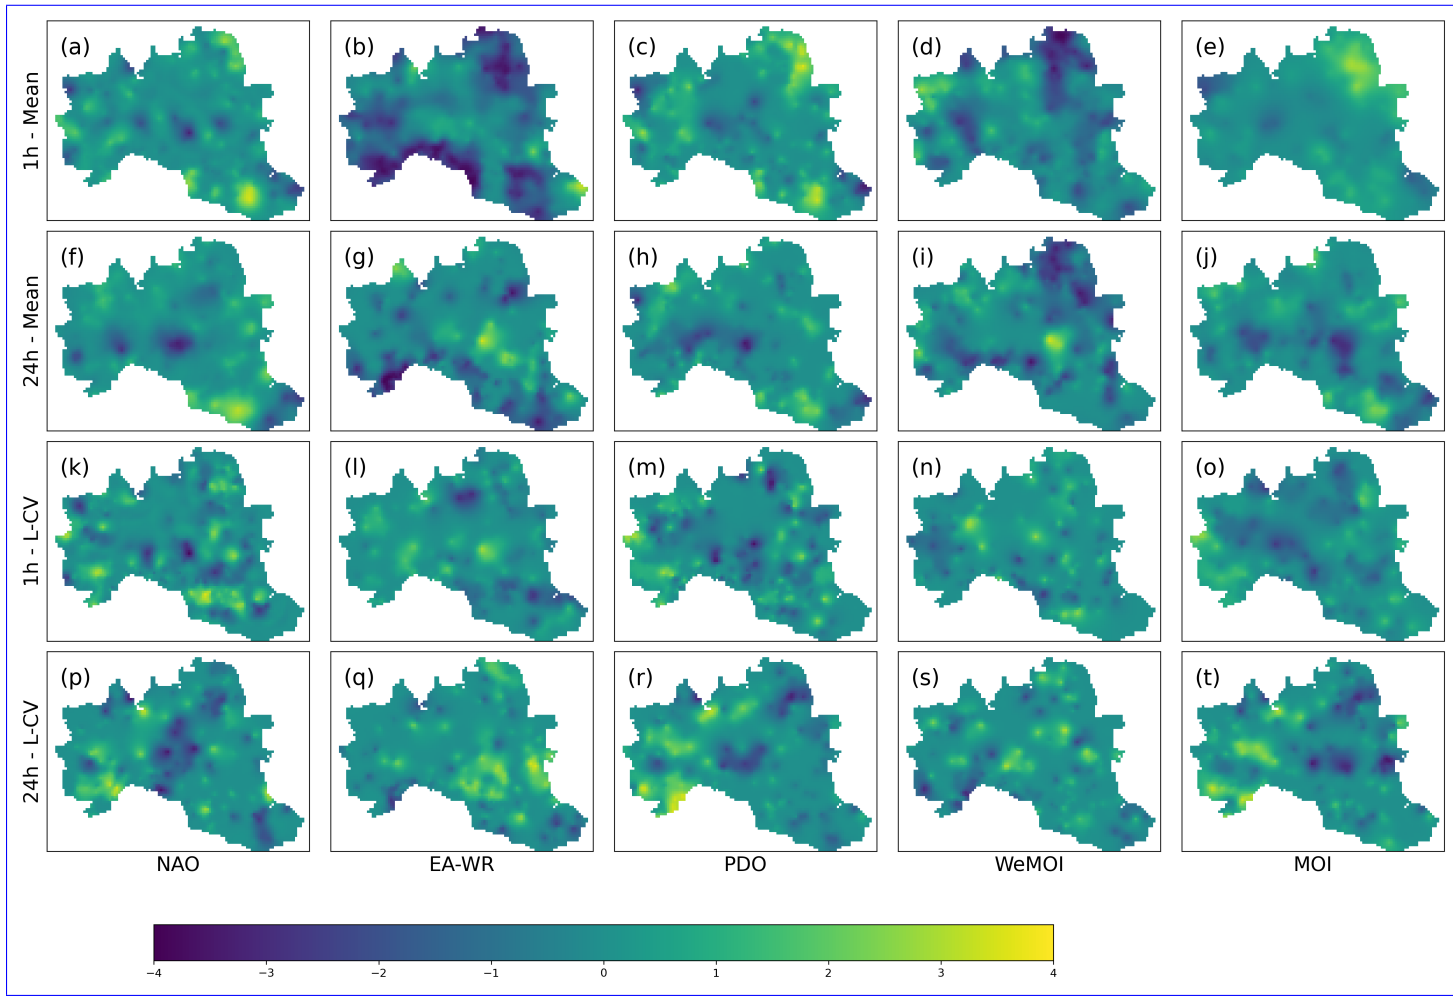 (a) (b) (c) (d) (e)
1h - Mean
(f) (g) (h) (i) (j)
24h - Mean
(k) (l) (m) (n) (o)
1h - L-CV
(p) (q) (r) (s) (t)
24h - L-CV
NAO EA-WR PDO WeMOI MOI
−4 −3 −2 −1 0 1 2 3 4